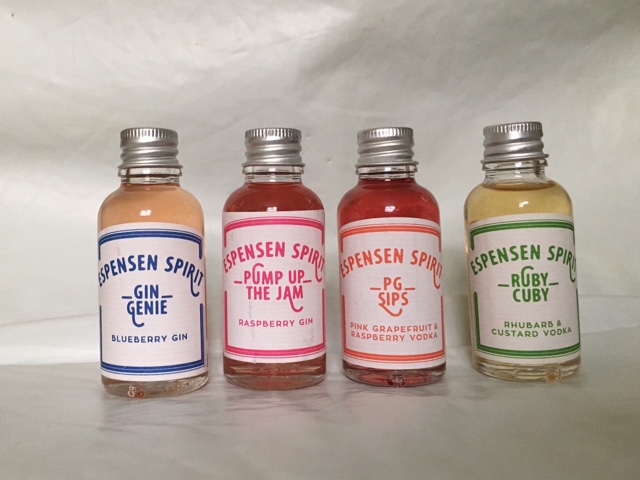 ESPENSEN SPIRIT
GIN
GENIE
BLUEBERRY GIN
ESPENSEN SPIRIT
PUMP UP
THE JAM
RASPBERRY GIN
ESPENSEN SPIRIT
PG
SIPS
PINK GRAPEFRUIT &
RASPBERRY VODKA
ESPENSEN SPIRIT
RUBY
CUBY
RHUBARB &
CUSTARD VODKA